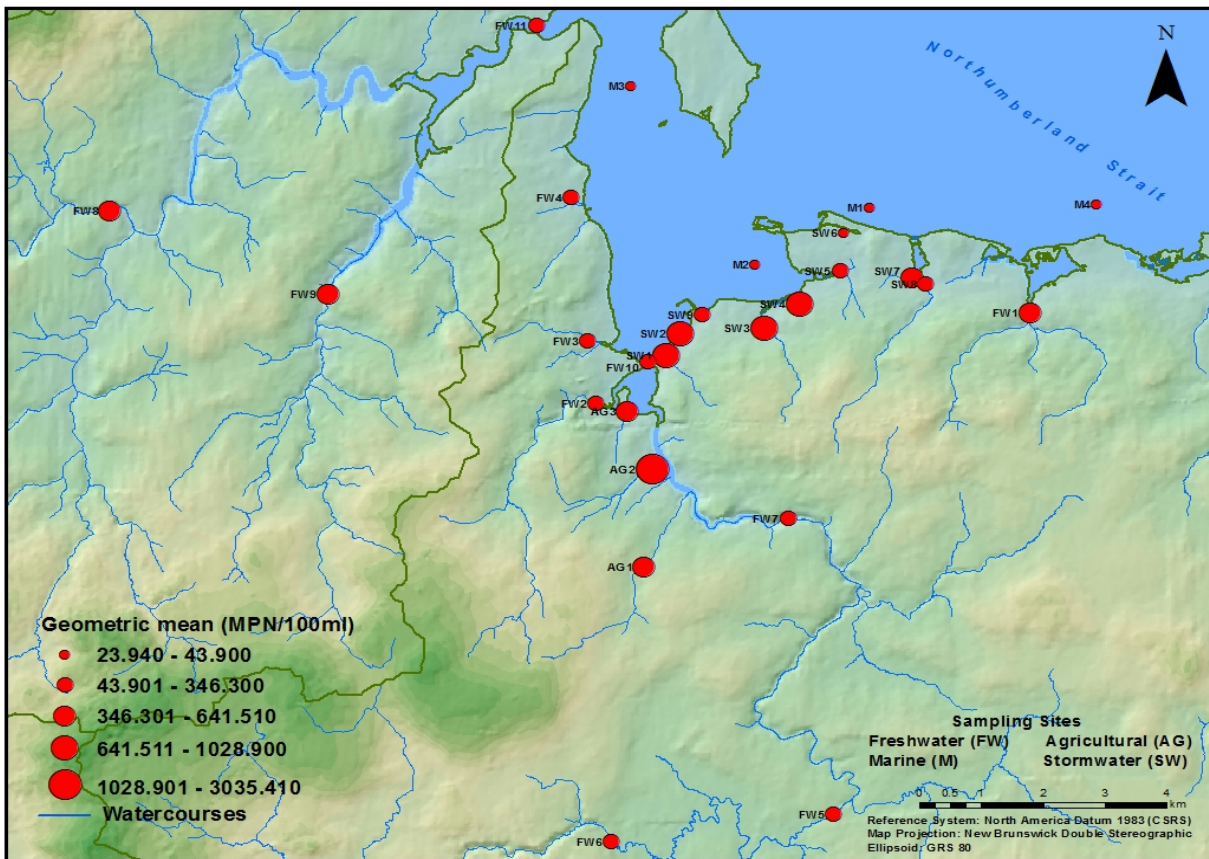 FW11
N
Northumberland Strait
M3
FW4
FW8
M1
M4
SW6
M2
SW5
SW7
SW8
FW9
SW4
FW1
SW9
SW3
SW2
FW3
SW1
FW10
FW2
AG3
AG2
FW7
AG1
Geometric mean (MPN/100ml)
23.940 - 43.900
43.901 - 346.300
346.301 - 641.510
641.511 - 1028.900
1028.901 - 3035.410
Watercourses
Sampling Sites
Freshwater (FW) Agricultural (AG)
Marine (M) Stormwater (SW)
0 0.5 1 2 3 4
km
FW5
Reference System: North America Datum 1983 (CSRS)
Map Projection: New Brunswick Double Stereographic
FW6
Ellipsoid: GRS 80